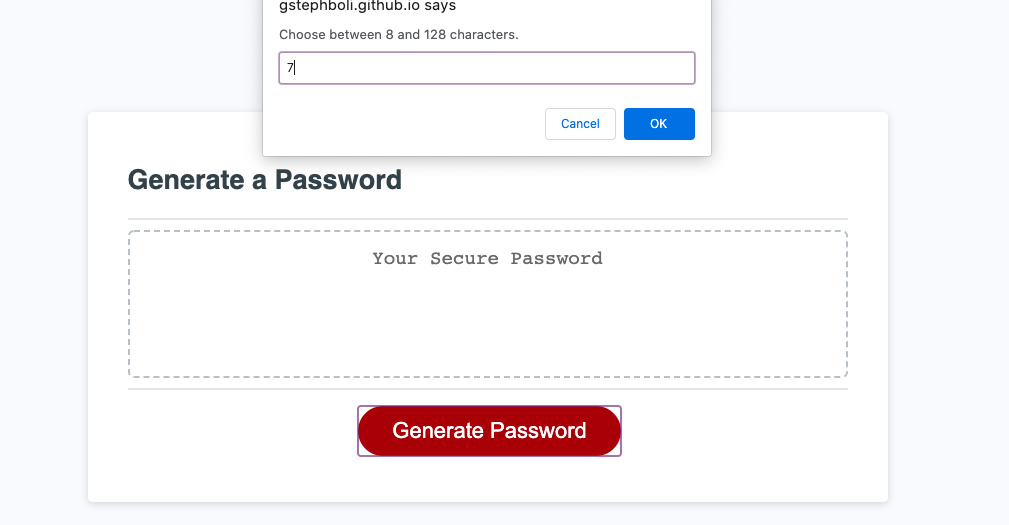 gstephboli.github.io says
Choose between 8 and 128 characters.
7
Cancel
OK
Generate a Password
Your Secure Password
Generate Password